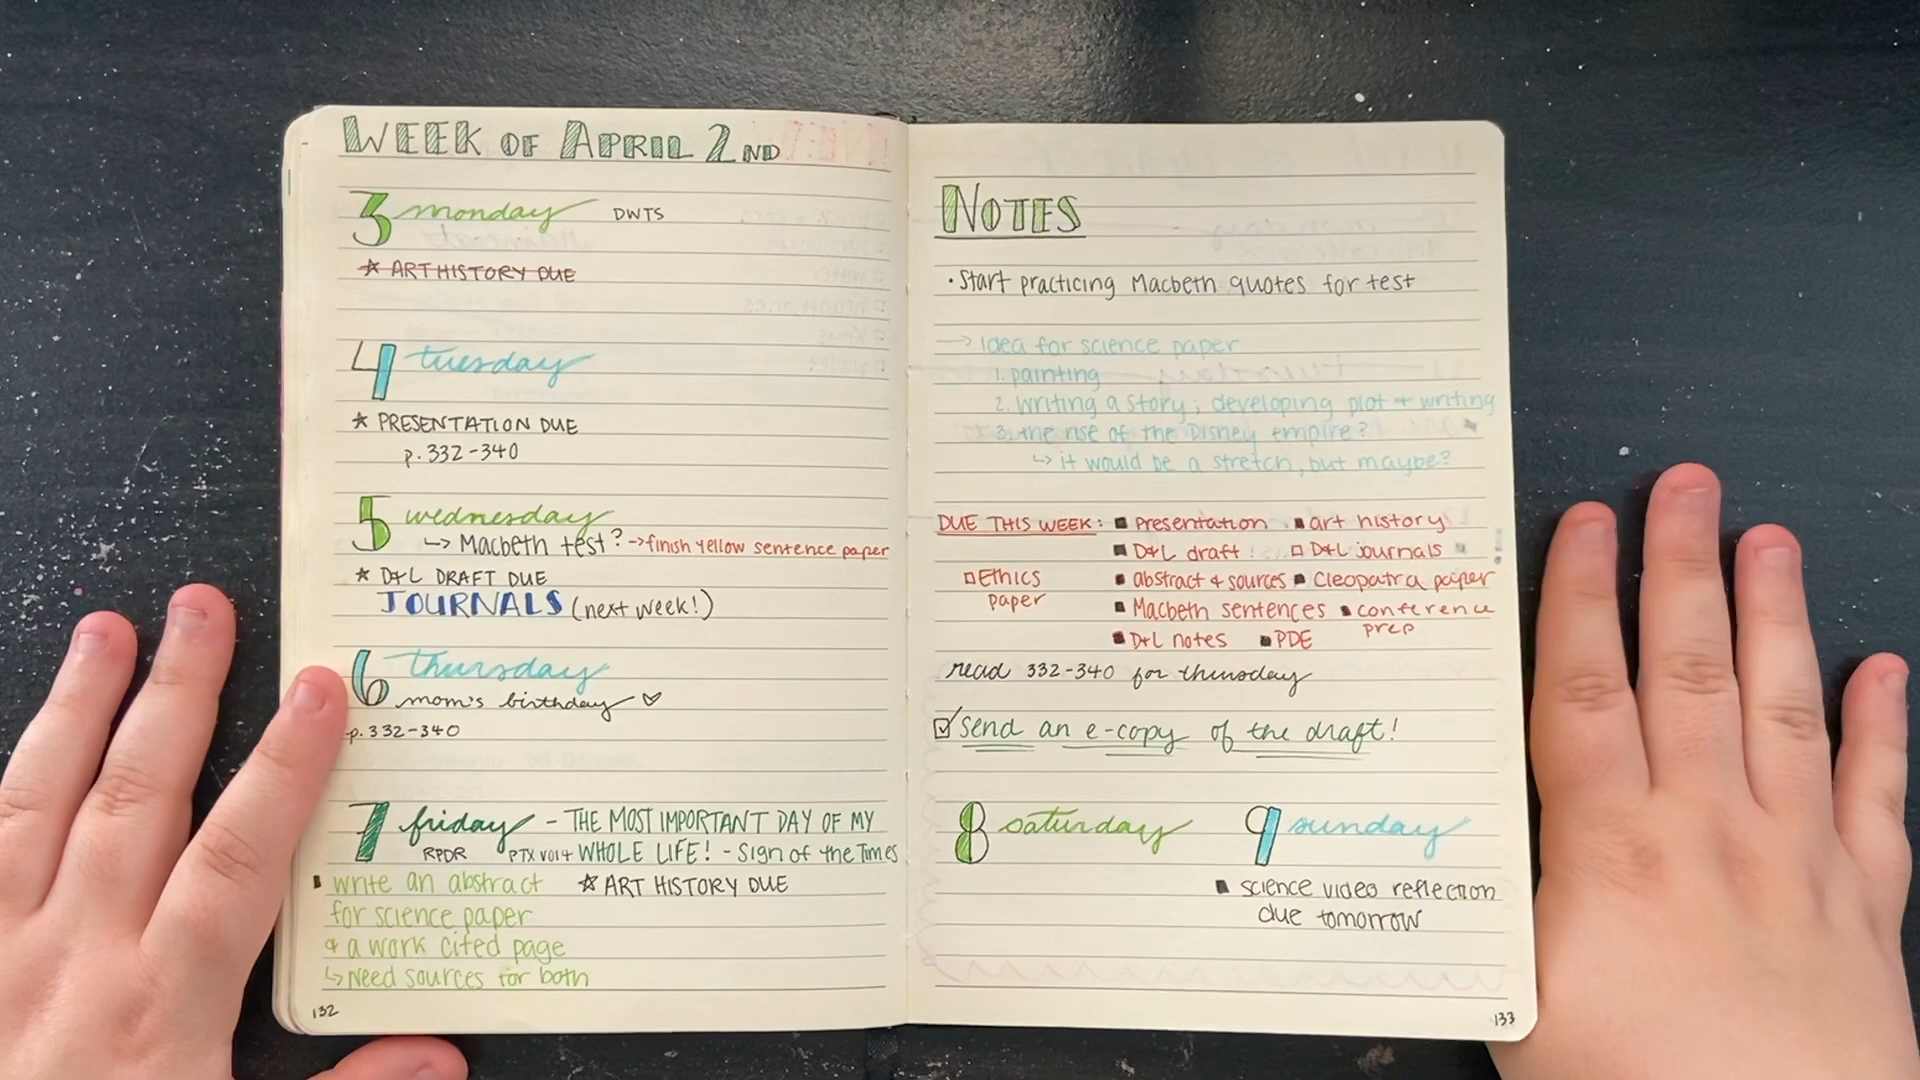 WEEK OF APRIL 2ND
3 monday DWTS
☆ ART HISTORY DUE
4 tuesday
☆ PRESENTATION DUE
p. 332-340
5 wednesday
↳ Macbeth test? → finish yellow sentence paper
☆ D+L DRAFT DUE
JOURNALS (next week!)
6 thursday
mom's birthday ♡
p. 332-340
7 friday - THE MOST IMPORTANT DAY OF MY
RPDR PTX VOL4 WHOLE LIFE! - Sign of the Times
■ write an abstract ☆ ART HISTORY DUE
for science paper
& a work cited page
↳ Need sources for both
132
NOTES
• Start practicing Macbeth quotes for test
→ idea for science paper
1. painting
2. writing a story; developing plot + writing
3. the rise of the Disney empire?
↳ it would be a stretch, but maybe?
DUE THIS WEEK: ■ presentation ■ art history
■ D+L draft □ D+L journals
□ Ethics ■ abstract + sources ■ Cleopatra paper
paper ■ Macbeth sentences ■ conference
prep
■ D+L notes ■ PDE
read 332-340 for thursday
☑ Send an e-copy of the draft!
8 saturday 9 sunday
■ science video reflection
due tomorrow
133